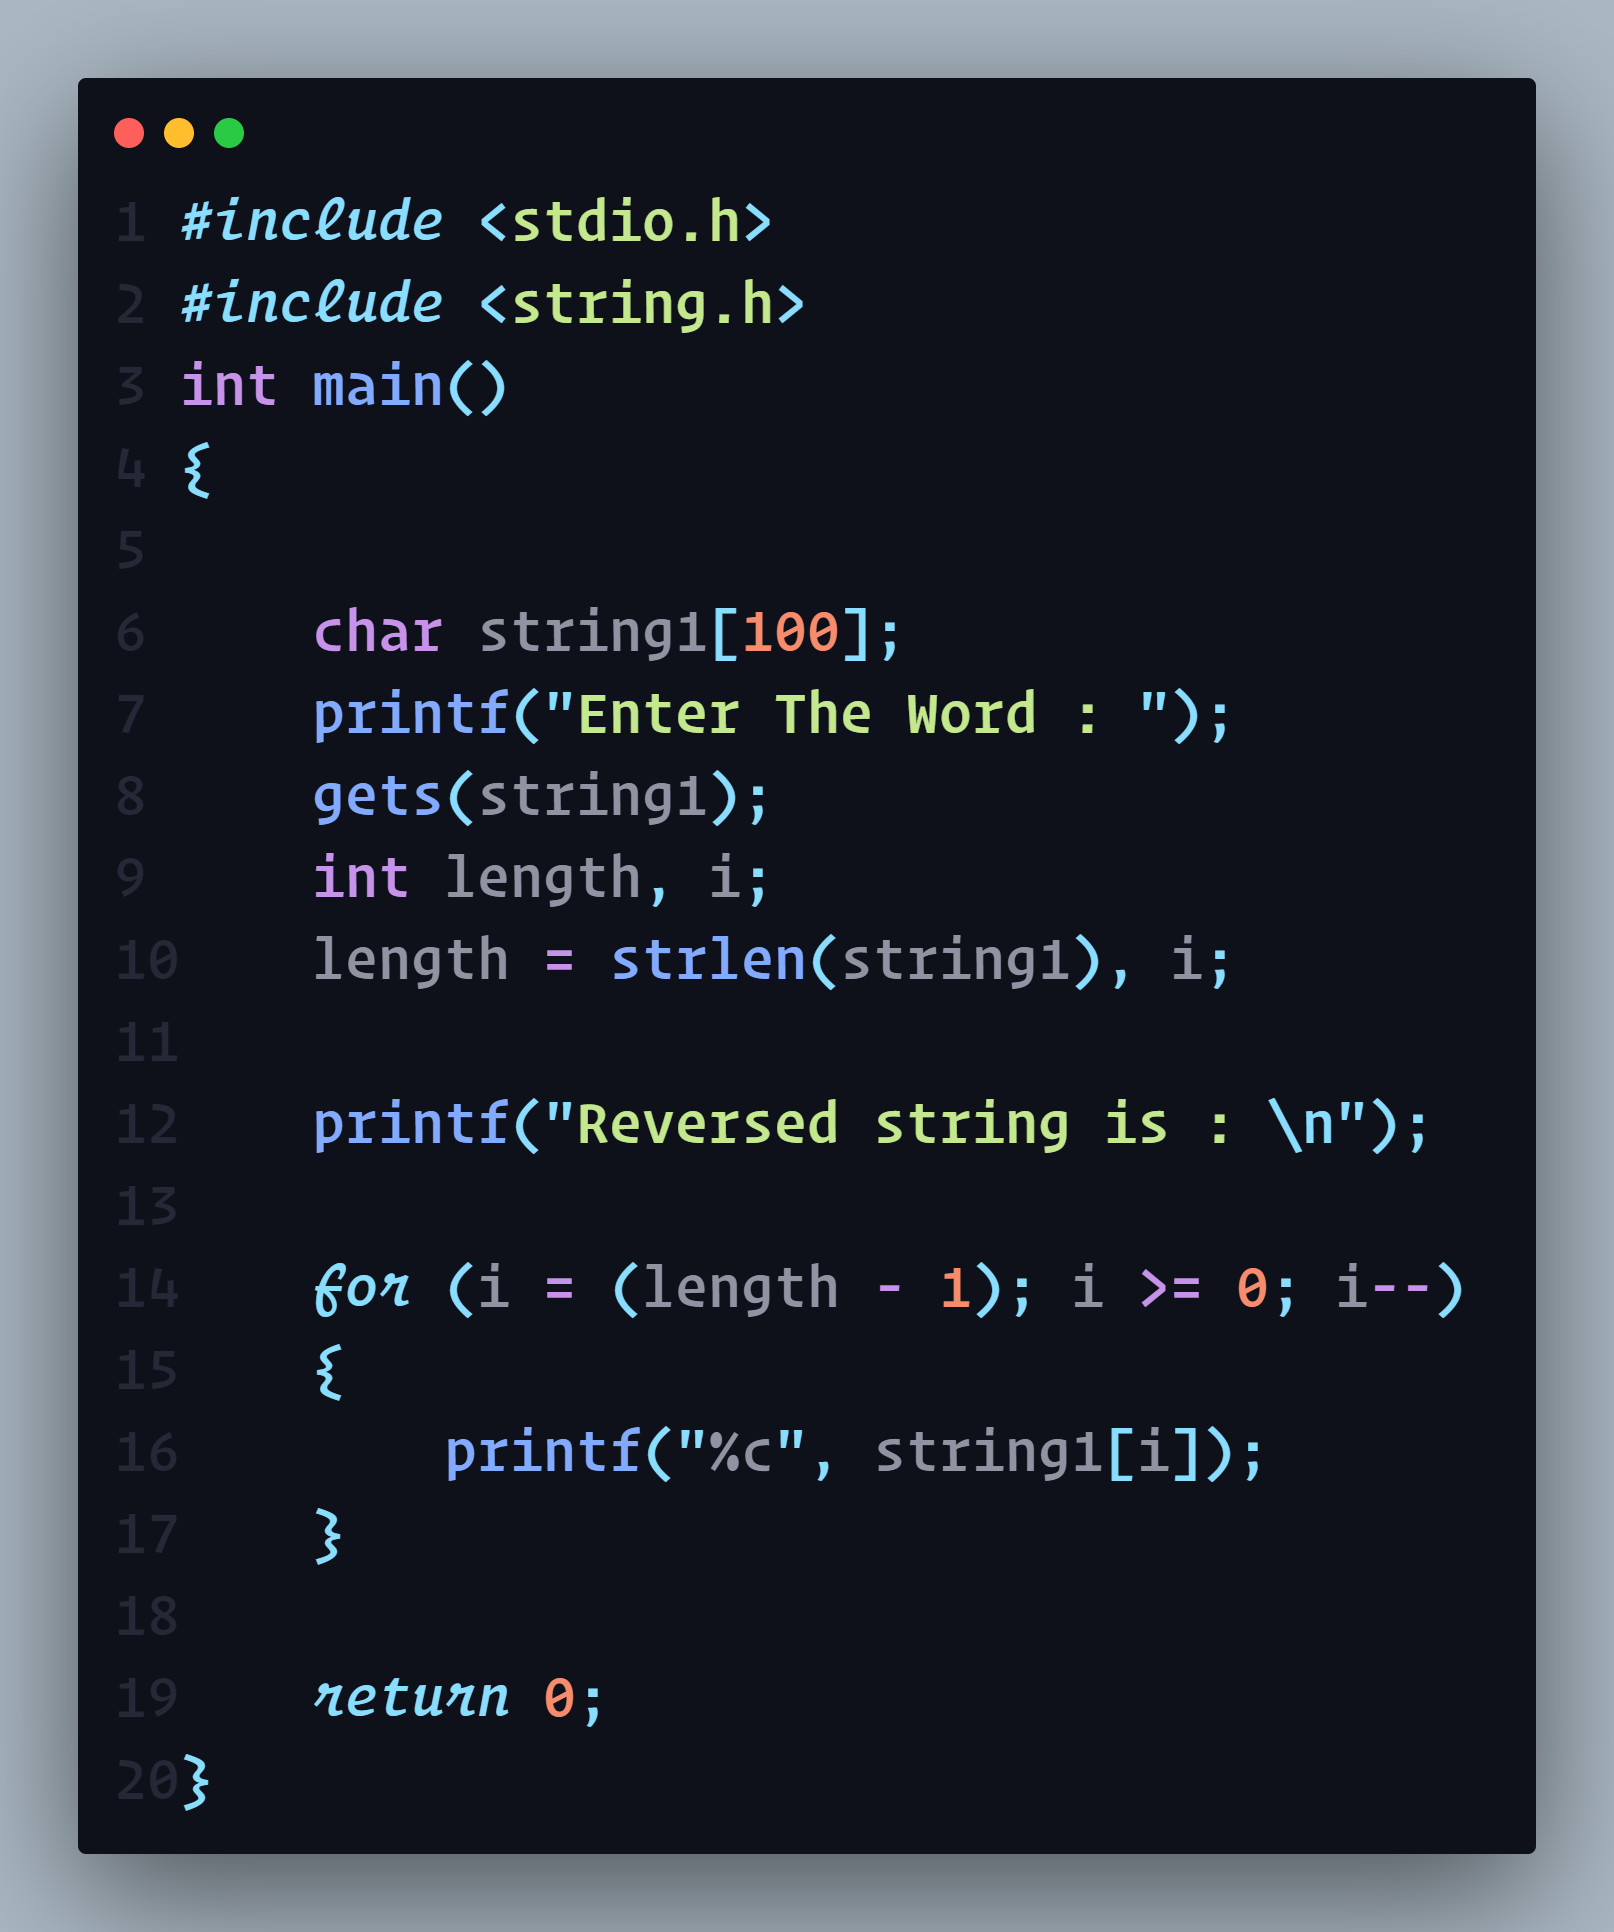 1 #include <stdio.h>
2 #include <string.h>
3 int main()
4 {
5
6     char string1[100];
7     printf("Enter The Word : ");
8     gets(string1);
9     int length, i;
10    length = strlen(string1), i;
11
12    printf("Reversed string is : \n");
13
14    for (i = (length - 1); i >= 0; i--)
15    {
16        printf("%c", string1[i]);
17    }
18
19    return 0;
20}